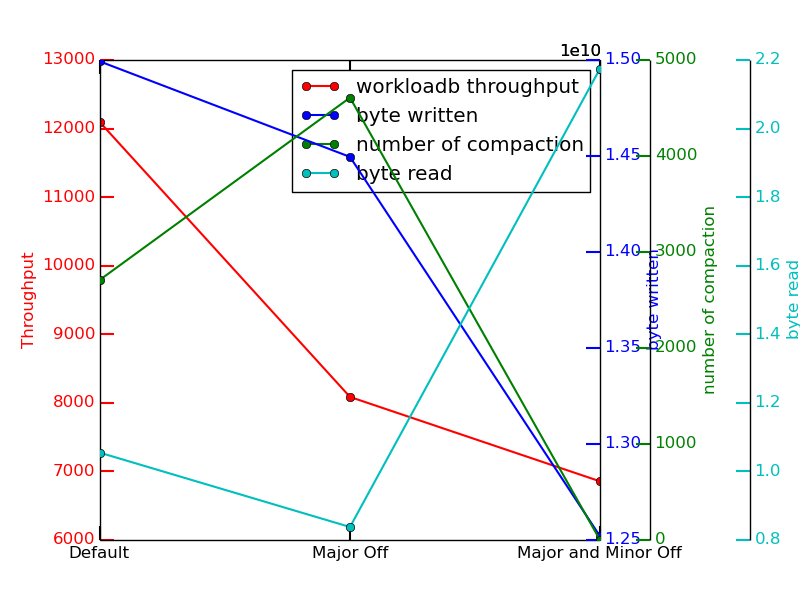 1e10
13000
12000
11000
10000
9000
8000
7000
6000
Throughput
workloadb throughput
byte written
number of compaction
byte read
1.50
1.45
1.40
1.35
1.30
1.25
byte written
5000
4000
3000
2000
1000
0
number of compaction
2.2
2.0
1.8
1.6
1.4
1.2
1.0
0.8
byte read
Default
Major Off
Major and Minor Off